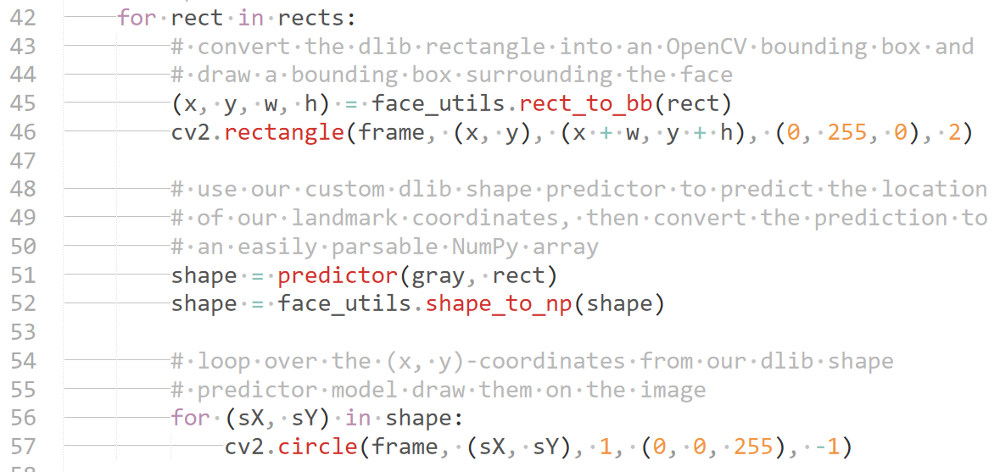 42 for rect in rects:
43 # convert the dlib rectangle into an OpenCV bounding box and
44 # draw a bounding box surrounding the face
45 (x, y, w, h) = face_utils.rect_to_bb(rect)
46 cv2.rectangle(frame, (x, y), (x + w, y + h), (0, 255, 0), 2)
47
48 # use our custom dlib shape predictor to predict the location
49 # of our landmark coordinates, then convert the prediction to
50 # an easily parsable NumPy array
51 shape = predictor(gray, rect)
52 shape = face_utils.shape_to_np(shape)
53
54 # loop over the (x, y)-coordinates from our dlib shape
55 # predictor model draw them on the image
56 for (sX, sY) in shape:
57 cv2.circle(frame, (sX, sY), 1, (0, 0, 255), -1)